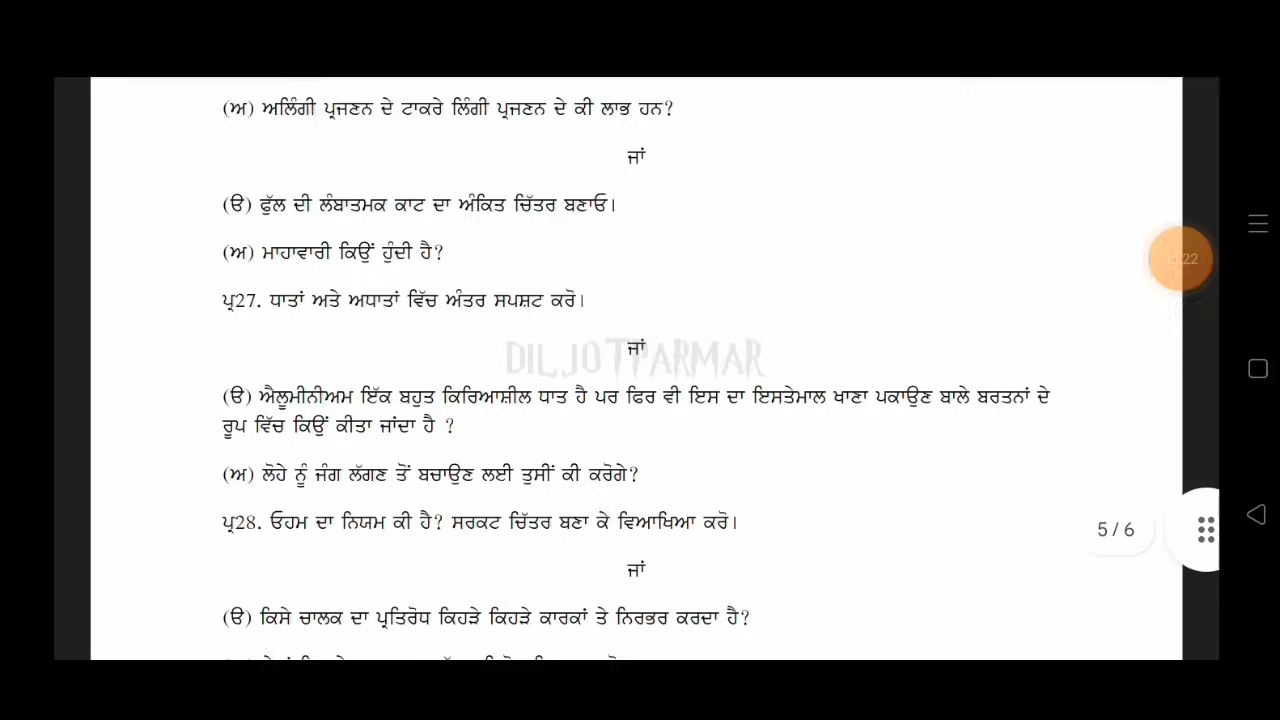 (ਅ) ਅਲਿੰਗੀ ਪ੍ਰਜਣਨ ਦੇ ਟਾਕਰੇ ਲਿੰਗੀ ਪ੍ਰਜਣਨ ਦੇ ਕੀ ਲਾਭ ਹਨ?
ਜਾਂ
(ੳ) ਫੁੱਲ ਦੀ ਲੰਬਾਤਮਕ ਕਾਟ ਦਾ ਅੰਕਿਤ ਚਿੱਤਰ ਬਣਾਓ।
(ਅ) ਮਾਹਾਵਾਰੀ ਕਿਉਂ ਹੁੰਦੀ ਹੈ?
:22
ਪ੍ਰ27. ਧਾਤਾਂ ਅਤੇ ਅਧਾਤਾਂ ਵਿੱਚ ਅੰਤਰ ਸਪਸ਼ਟ ਕਰੋ।
ਜਾਂ
DILJOTPARMAR
(ੳ) ਐਲੂਮੀਨੀਅਮ ਇੱਕ ਬਹੁਤ ਕਿਰਿਆਸ਼ੀਲ ਧਾਤ ਹੈ ਪਰ ਫਿਰ ਵੀ ਇਸ ਦਾ ਇਸਤੇਮਾਲ ਖਾਣਾ ਪਕਾਉਣ ਬਾਲੇ ਬਰਤਨਾਂ ਦੇ
ਰੂਪ ਵਿੱਚ ਕਿਉਂ ਕੀਤਾ ਜਾਂਦਾ ਹੈ ?
(ਅ) ਲੋਹੇ ਨੂੰ ਜੰਗ ਲੱਗਣ ਤੋਂ ਬਚਾਉਣ ਲਈ ਤੁਸੀਂ ਕੀ ਕਰੋਗੇ?
ਪ੍ਰ28. ਓਹਮ ਦਾ ਨਿਯਮ ਕੀ ਹੈ? ਸਰਕਟ ਚਿੱਤਰ ਬਣਾ ਕੇ ਵਿਆਖਿਆ ਕਰੋ।
5/6
ਜਾਂ
(ੳ) ਕਿਸੇ ਚਾਲਕ ਦਾ ਪ੍ਰਤਿਰੋਧ ਕਿਹੜੇ ਕਿਹੜੇ ਕਾਰਕਾਂ ਤੇ ਨਿਰਭਰ ਕਰਦਾ ਹੈ?